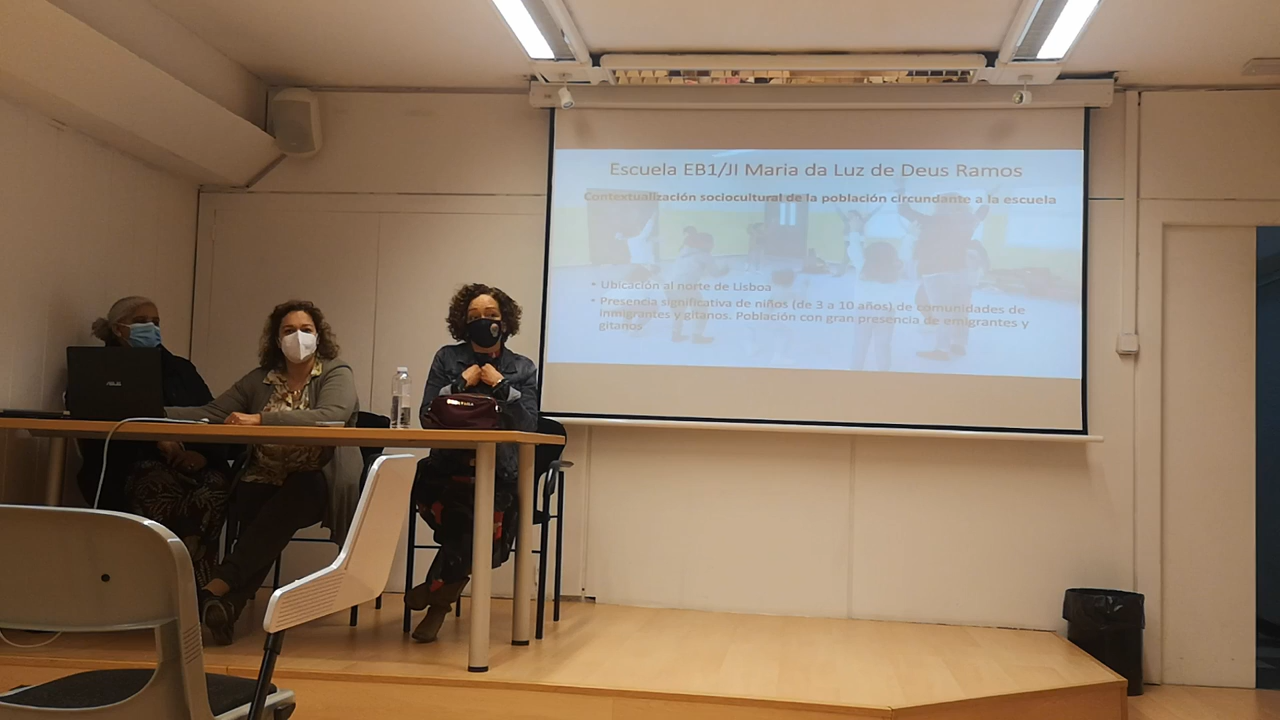 Escuela EB1/JI Maria da Luz de Deus Ramos
Contextualización sociocultural de la población circundante a la escuela
• Ubicación al norte de Lisboa
• Presencia significativa de niños (de 3 a 10 años) de comunidades de
inmigrantes y gitanos. Población con gran presencia de emigrantes y
gitanos
ASUS